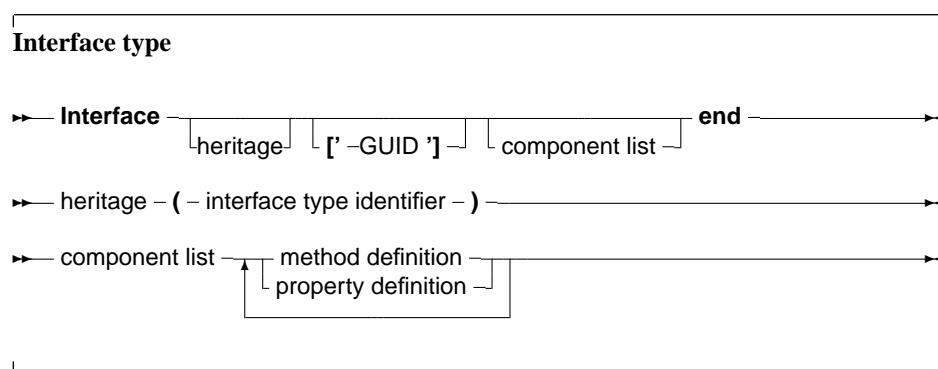 Interface type
Interface heritage [' GUID '] component list end
heritage ( interface type identifier )
component list method definition
property definition